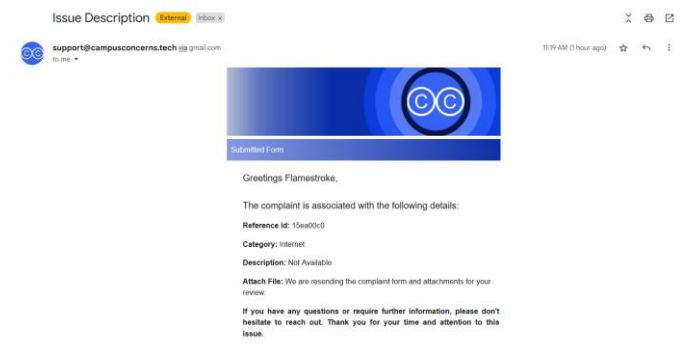 Issue Description External Inbox x
support@campusconcerns.tech via gmail.com 11:19 AM (1 hour ago)
to me
CC
CC
Submitted Form
Greetings Flamestroke,
The complaint is associated with the following details:
Reference Id: 15ea00c0
Category: Internet
Description: Not Available
Attach File: We are resending the complaint form and attachments for your
review.
If you have any questions or require further information, please don't
hesitate to reach out. Thank you for your time and attention to this
issue.